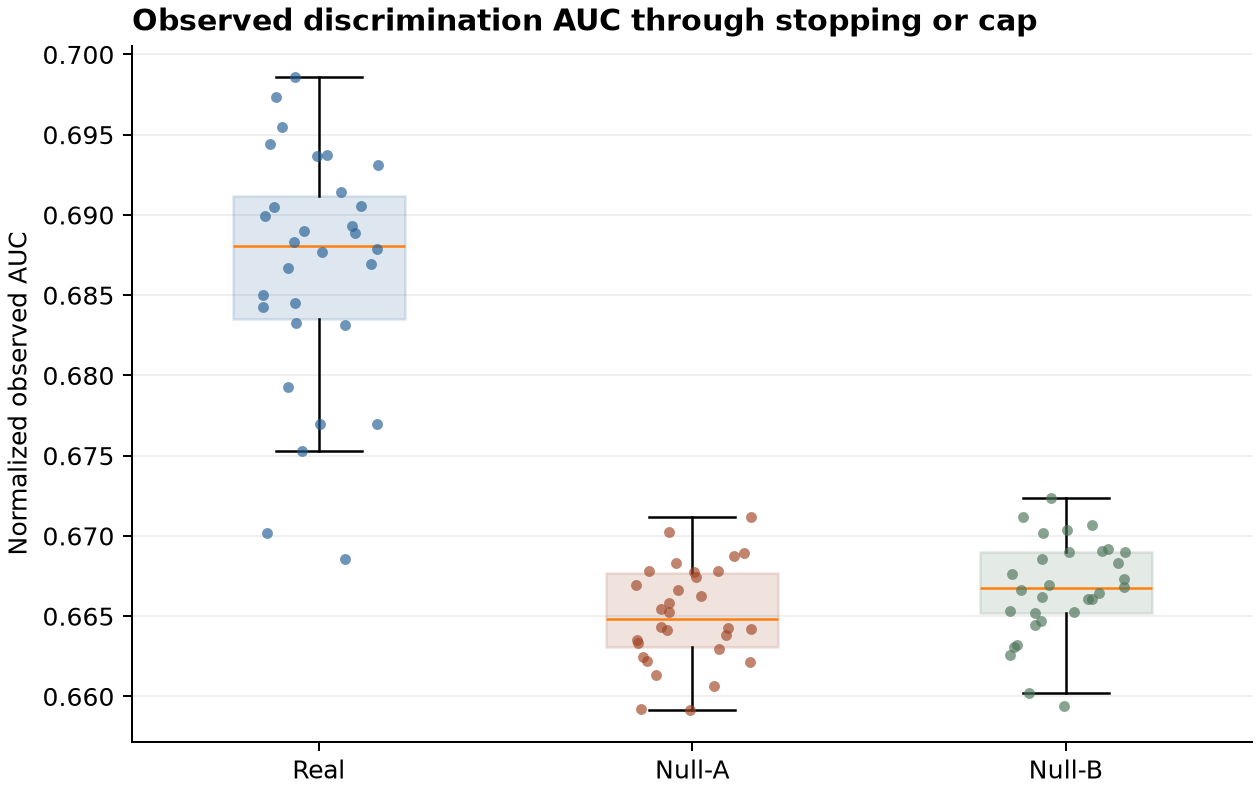 Observed discrimination AUC through stopping or cap
Normalized observed AUC
0.700
0.695
0.690
0.685
0.680
0.675
0.670
0.665
0.660
Real
Null-A
Null-B